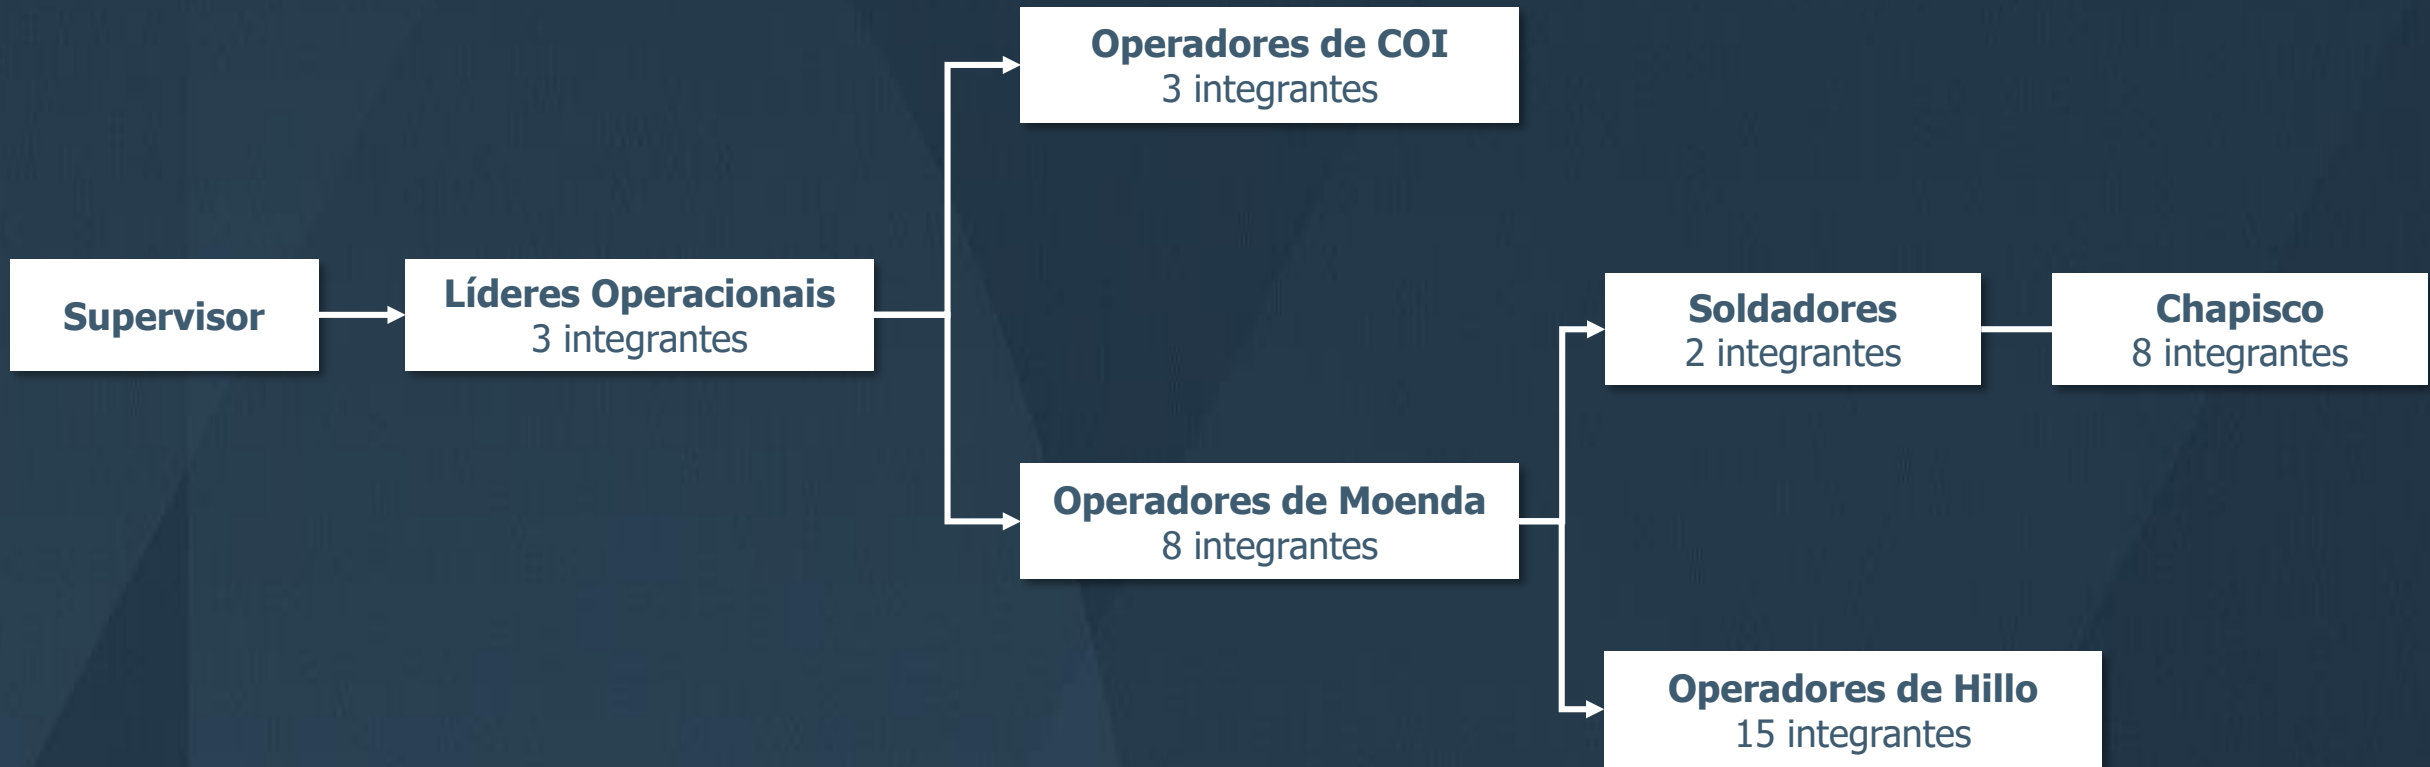 Operadores de COI
3 integrantes
Supervisor
Líderes Operacionais
3 integrantes
Soldadores
2 integrantes
Chapisco
8 integrantes
Operadores de Moenda
8 integrantes
Operadores de Hillo
15 integrantes